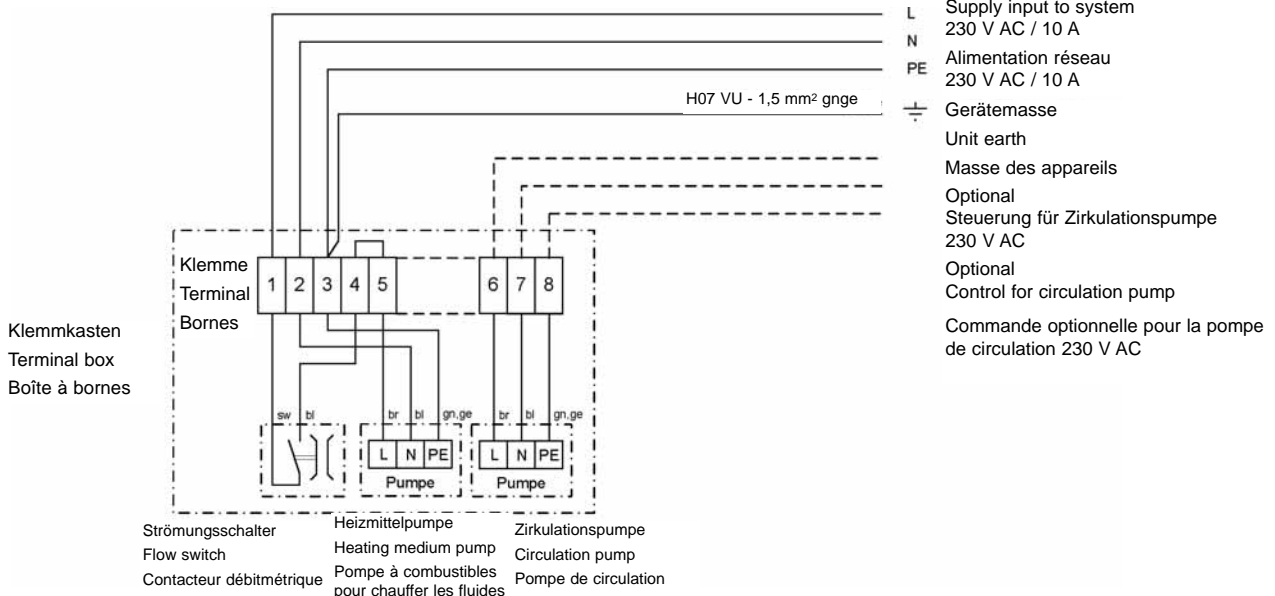 L
Supply input to system
230 V AC / 10 A
N
PE
Alimentation réseau
230 V AC / 10 A
H07 VU - 1,5 mm² gnge
Gerätemasse
Unit earth
Masse des appareils
Optional
Steuerung für Zirkulationspumpe
230 V AC
Optional
Control for circulation pump
Commande optionnelle pour la pompe
de circulation 230 V AC
Klemme
Terminal
Bornes
1 2 3 4 5
6 7 8
Klemmkasten
Terminal box
Boîte à bornes
sw bl
br bl gn,ge
br bl gn,ge
L N PE
Pumpe
L N PE
Pumpe
Strömungsschalter
Flow switch
Contacteur débitmétrique
Heizmittelpumpe
Heating medium pump
Pompe à combustibles
pour chauffer les fluides
Zirkulationspumpe
Circulation pump
Pompe de circulation